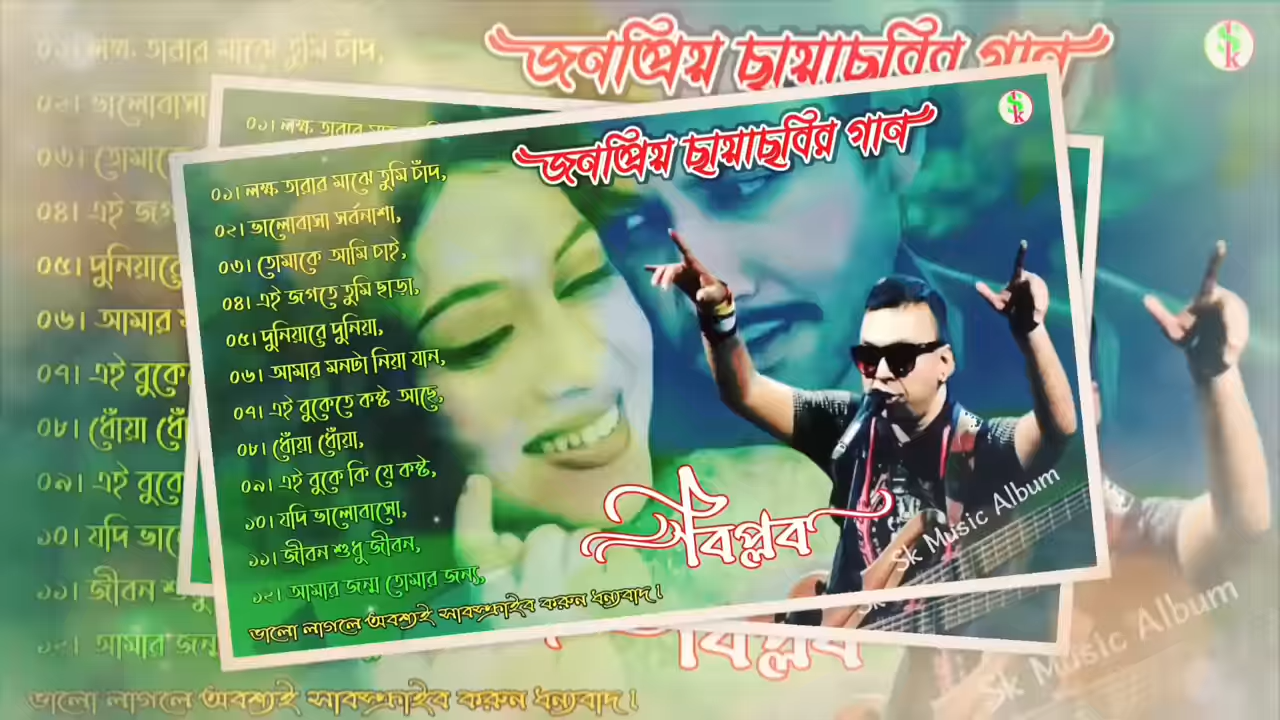 জনপ্রিয় ছায়াছবির গান
Sk
০১। লক্ষ তারার মাঝে তুমি চাঁদ,
০২। ভালোবাসা সর্বনাশা,
০৩। তোমাকে আমি চাই,
০৪। এই জগতে তুমি ছাড়া,
০৫। দুনিয়ারে দুনিয়া,
০৬। আমার মনটা নিয়া যান,
০৭। এই বুকেতে কষ্ট আছে,
০৮। ধোঁয়া ধোঁয়া,
০৯। এই বুকে কি যে কষ্ট,
১০। যদি ভালোবাসো,
১১। জীবন শুধু জীবন,
১২। আমার জন্ম তোমার জন্য,
ভালো লাগলে অবশ্যই সাবস্ক্রাইব করুন ধন্যবাদ।
বিপ্লব
Sk Music Album